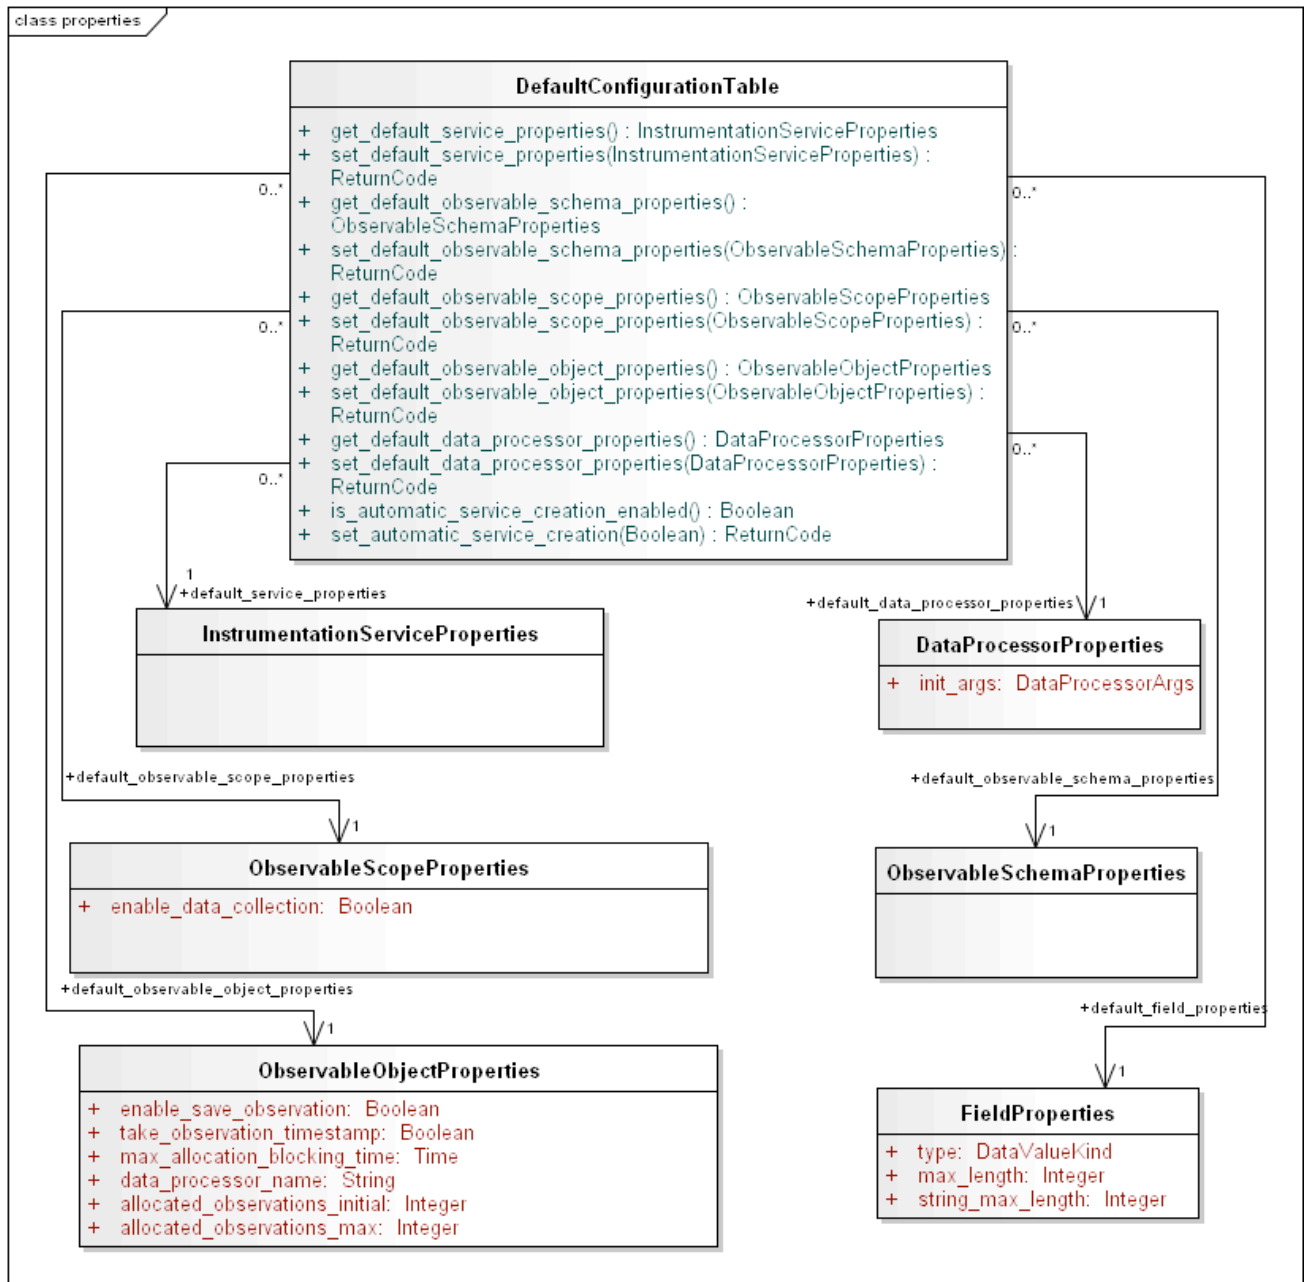 class properties
DefaultConfigurationTable
+ get_default_service_properties() : InstrumentationServiceProperties
+ set_default_service_properties(InstrumentationServiceProperties) :
ReturnCode
+ get_default_observable_schema_properties() :
ObservableSchemaProperties
+ set_default_observable_schema_properties(ObservableSchemaProperties) :
ReturnCode
+ get_default_observable_scope_properties() : ObservableScopeProperties
+ set_default_observable_scope_properties(ObservableScopeProperties) :
ReturnCode
+ get_default_observable_object_properties() : ObservableObjectProperties
+ set_default_observable_object_properties(ObservableObjectProperties) :
ReturnCode
+ get_default_data_processor_properties() : DataProcessorProperties
+ set_default_data_processor_properties(DataProcessorProperties) :
ReturnCode
+ is_automatic_service_creation_enabled() : Boolean
+ set_automatic_service_creation(Boolean) : ReturnCode
0..*
0..*
0..*
0..*
0..*
0..*
1
+default_service_properties
InstrumentationServiceProperties
+default_data_processor_properties
1
DataProcessorProperties
+ init_args: DataProcessorArgs
+default_observable_scope_properties
1
ObservableScopeProperties
+ enable_data_collection: Boolean
+default_observable_schema_properties
1
ObservableSchemaProperties
+default_observable_object_properties
1
ObservableObjectProperties
+ enable_save_observation: Boolean
+ take_observation_timestamp: Boolean
+ max_allocation_blocking_time: Time
+ data_processor_name: String
+ allocated_observations_initial: Integer
+ allocated_observations_max: Integer
+default_field_properties
1
FieldProperties
+ type: DataValueKind
+ max_length: Integer
+ string_max_length: Integer